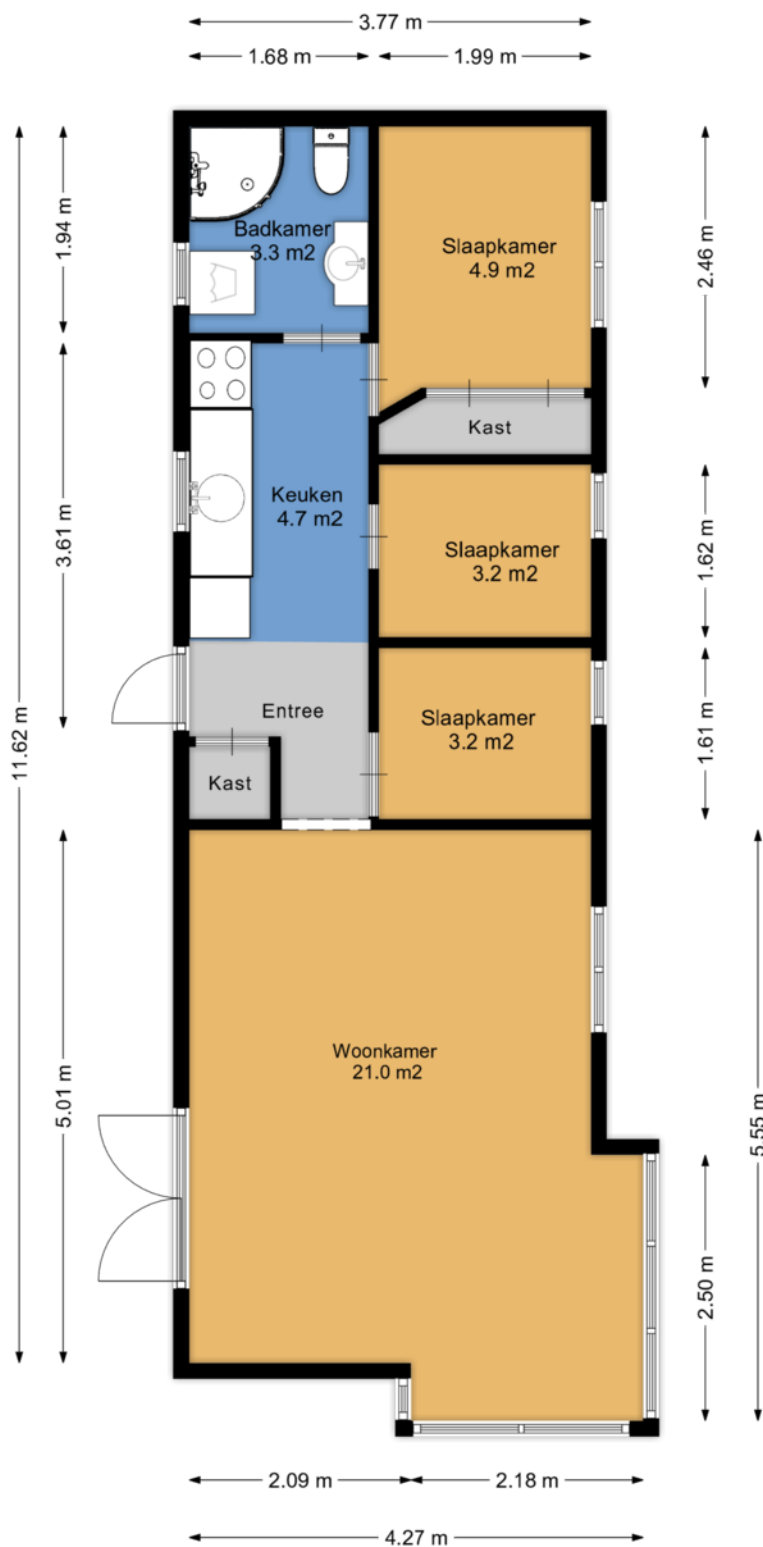 3.77 m
1.68 m
1.99 m
1.94 m
2.46 m
Badkamer
3.3 m2
Slaapkamer
4.9 m2
Kast
Keuken
4.7 m2
3.61 m
Slaapkamer
3.2 m2
1.62 m
Entree
Slaapkamer
3.2 m2
1.61 m
11.62 m
Kast
Woonkamer
21.0 m2
5.01 m
5.55 m
2.50 m
2.09 m
2.18 m
4.27 m